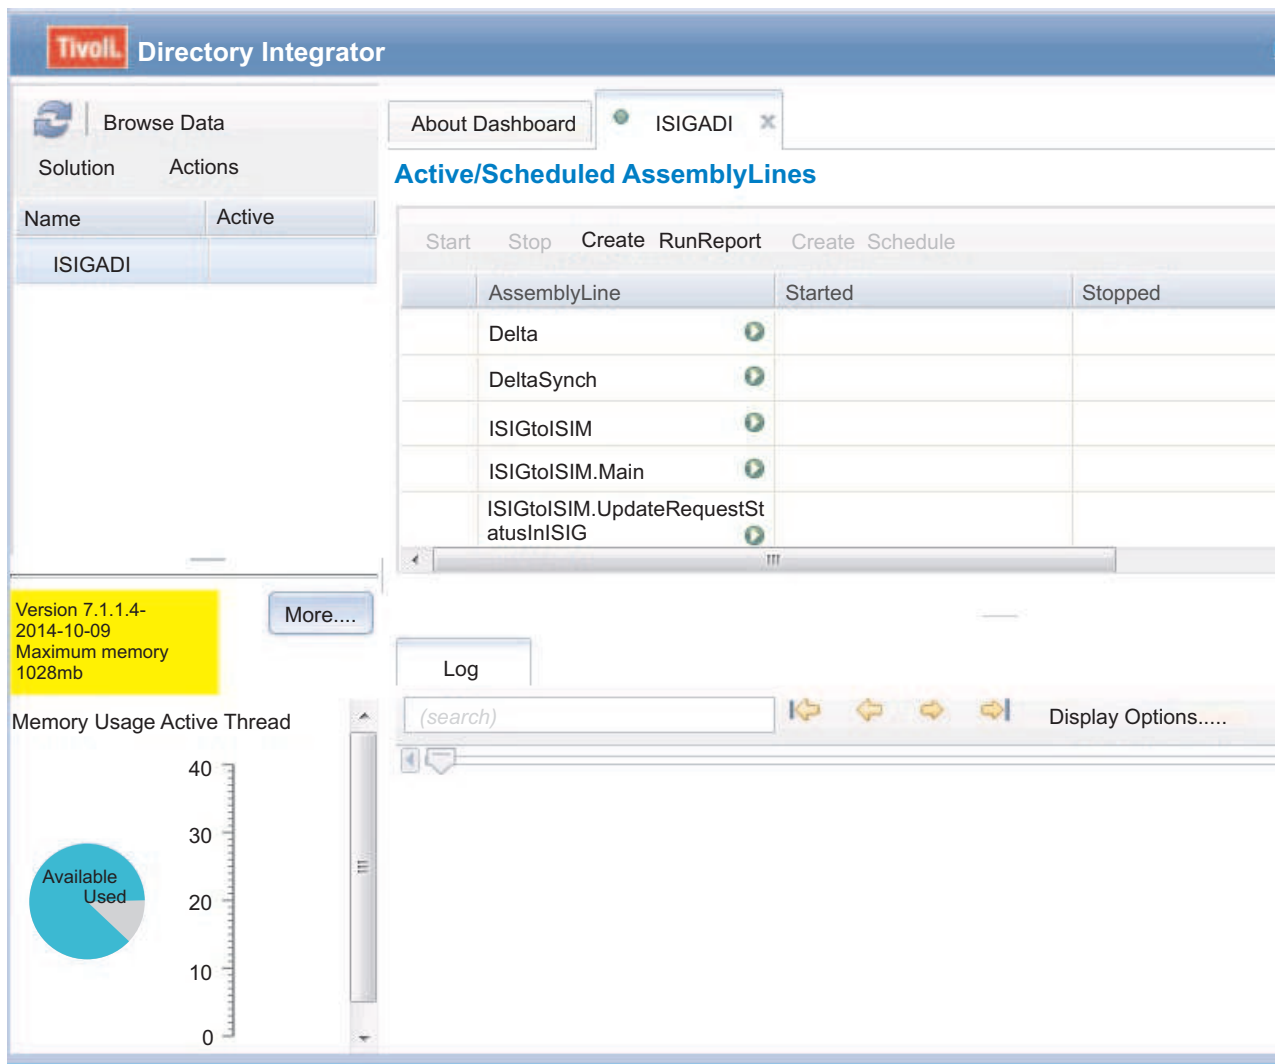 Tivoli. Directory Integrator
Browse Data
Solution Actions
Name Active
ISIGADI
About Dashboard
ISIGADI
Active/Scheduled AssemblyLines
Start Stop Create RunReport Create Schedule
AssemblyLine Started Stopped
Delta
DeltaSynch
ISIGtoISIM
ISIGtoISIM.Main
ISIGtoISIM.UpdateRequestSt
atusInISIG
Version 7.1.1.4-
2014-10-09
Maximum memory
1028mb
More....
Memory Usage Active Thread
40
30
20
10
0
Available
Used
Log
(search)
Display Options.....